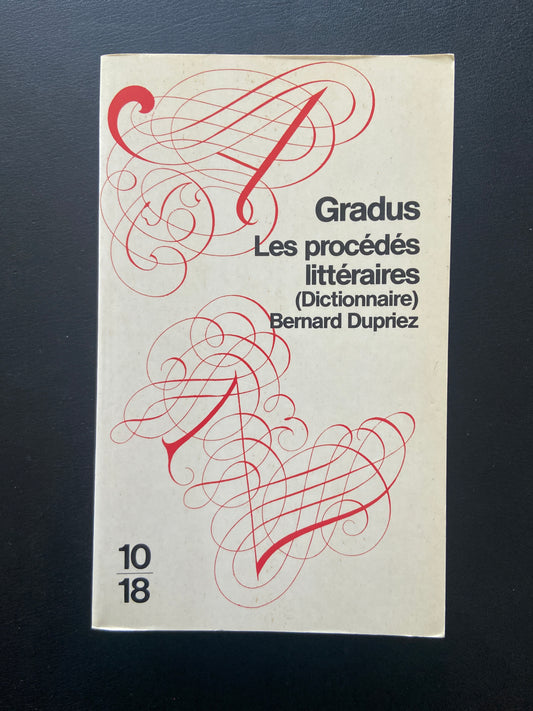 Gradus
Les procédés
littéraires
(Dictionnaire)
Bernard Dupriez
10
18